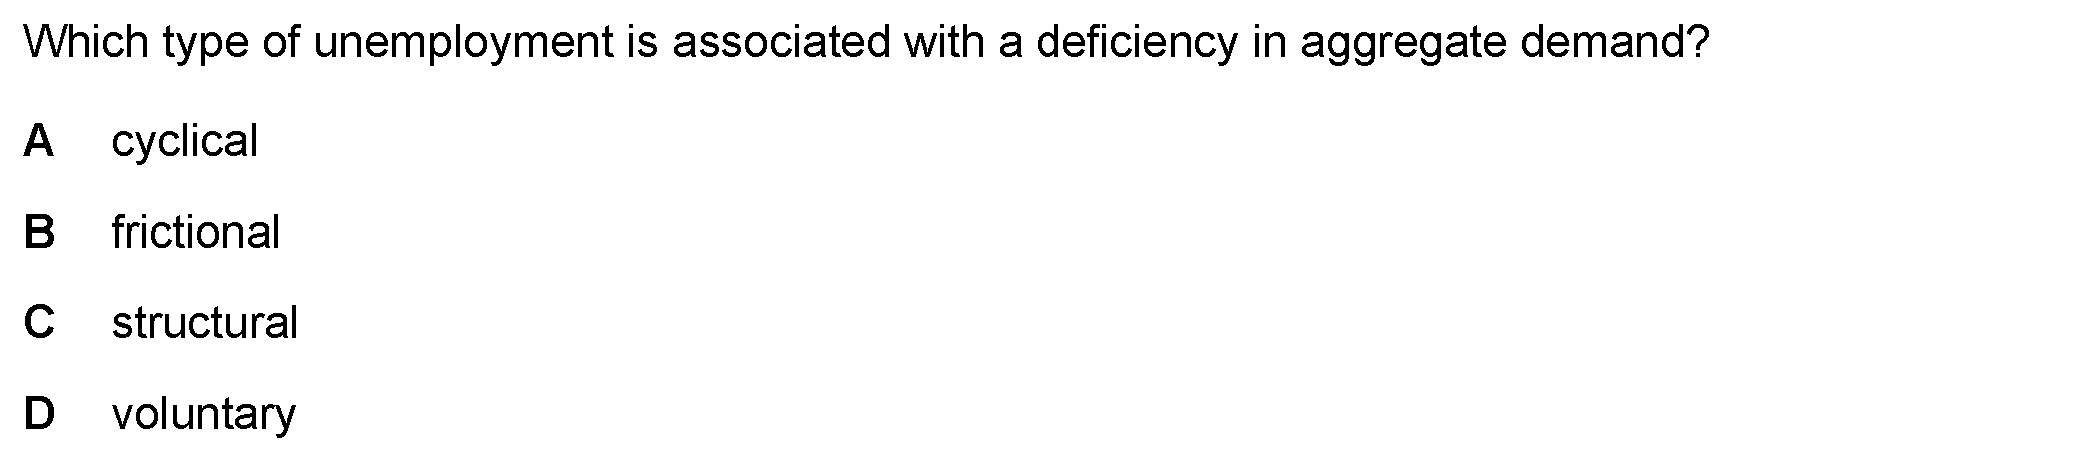 Which type of unemployment is associated with a deficiency in aggregate demand?
A cyclical
B frictional
C structural
D voluntary